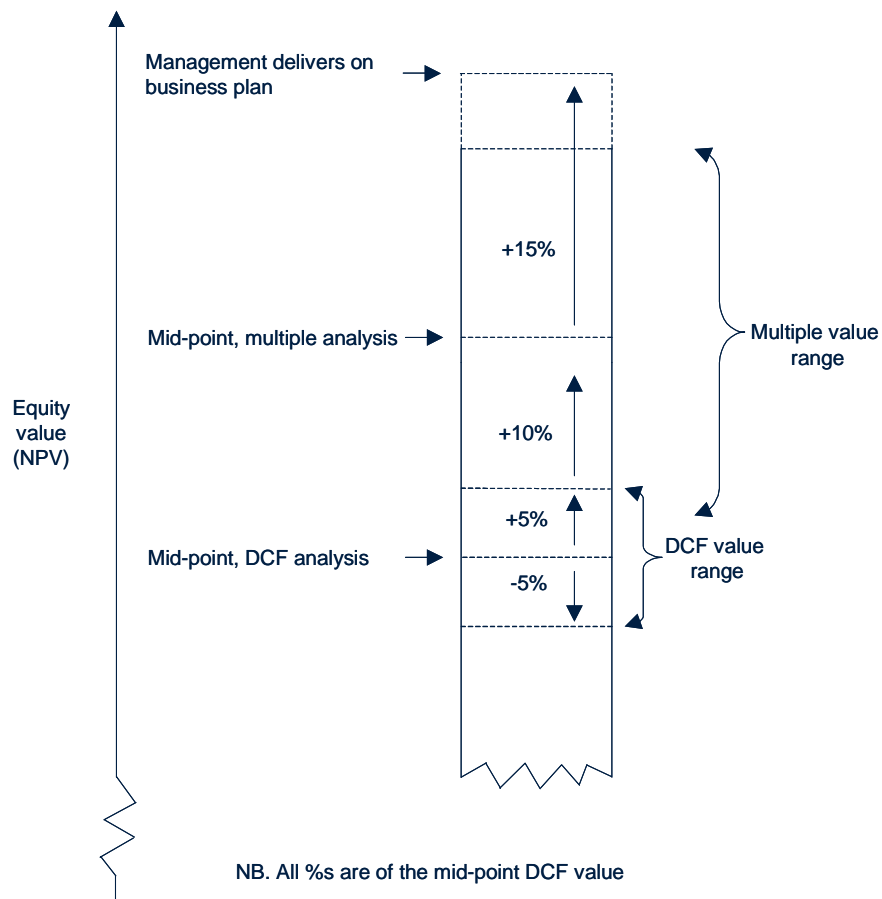 Management delivers on
business plan
+15%
Mid-point, multiple analysis
Multiple value
range
Equity
value
(NPV)
+10%
+5%
Mid-point, DCF analysis
DCF value
range
-5%
NB. All %s are of the mid-point DCF value